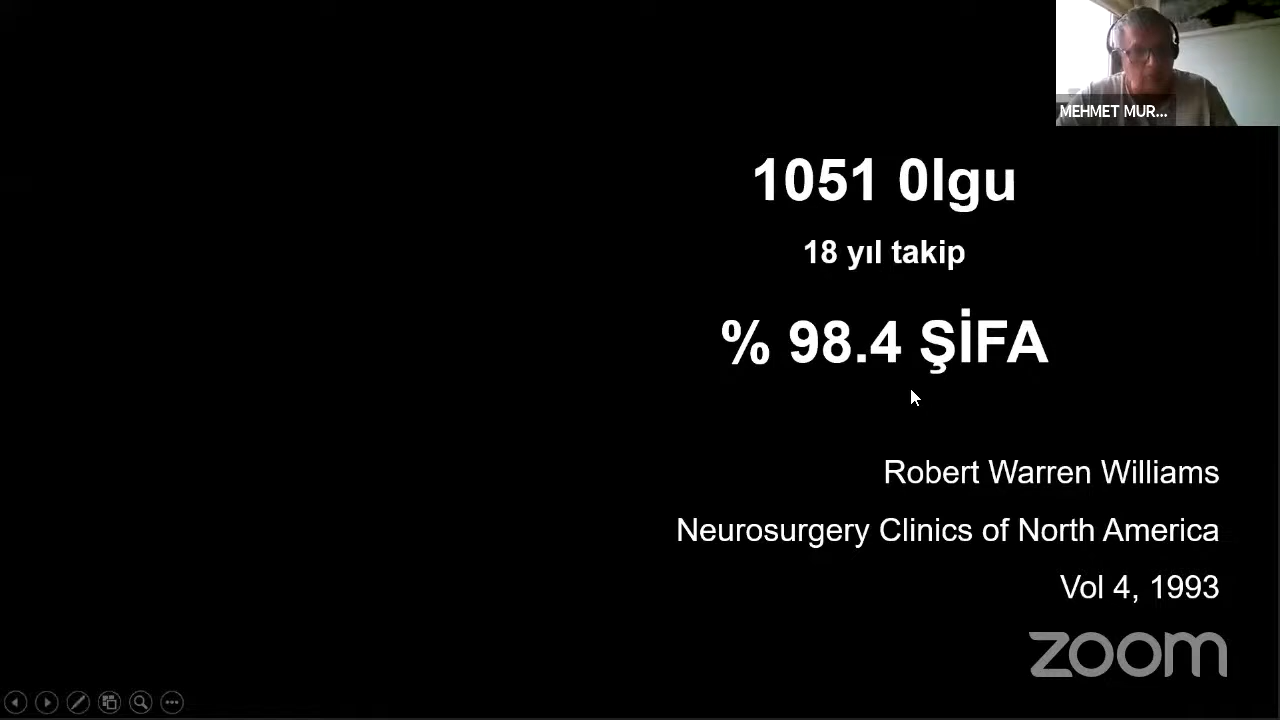 MEHMET MUR...
1051 0lgu
18 yıl takip
% 98.4 ŞİFA
Robert Warren Williams
Neurosurgery Clinics of North America
Vol 4, 1993
zoom